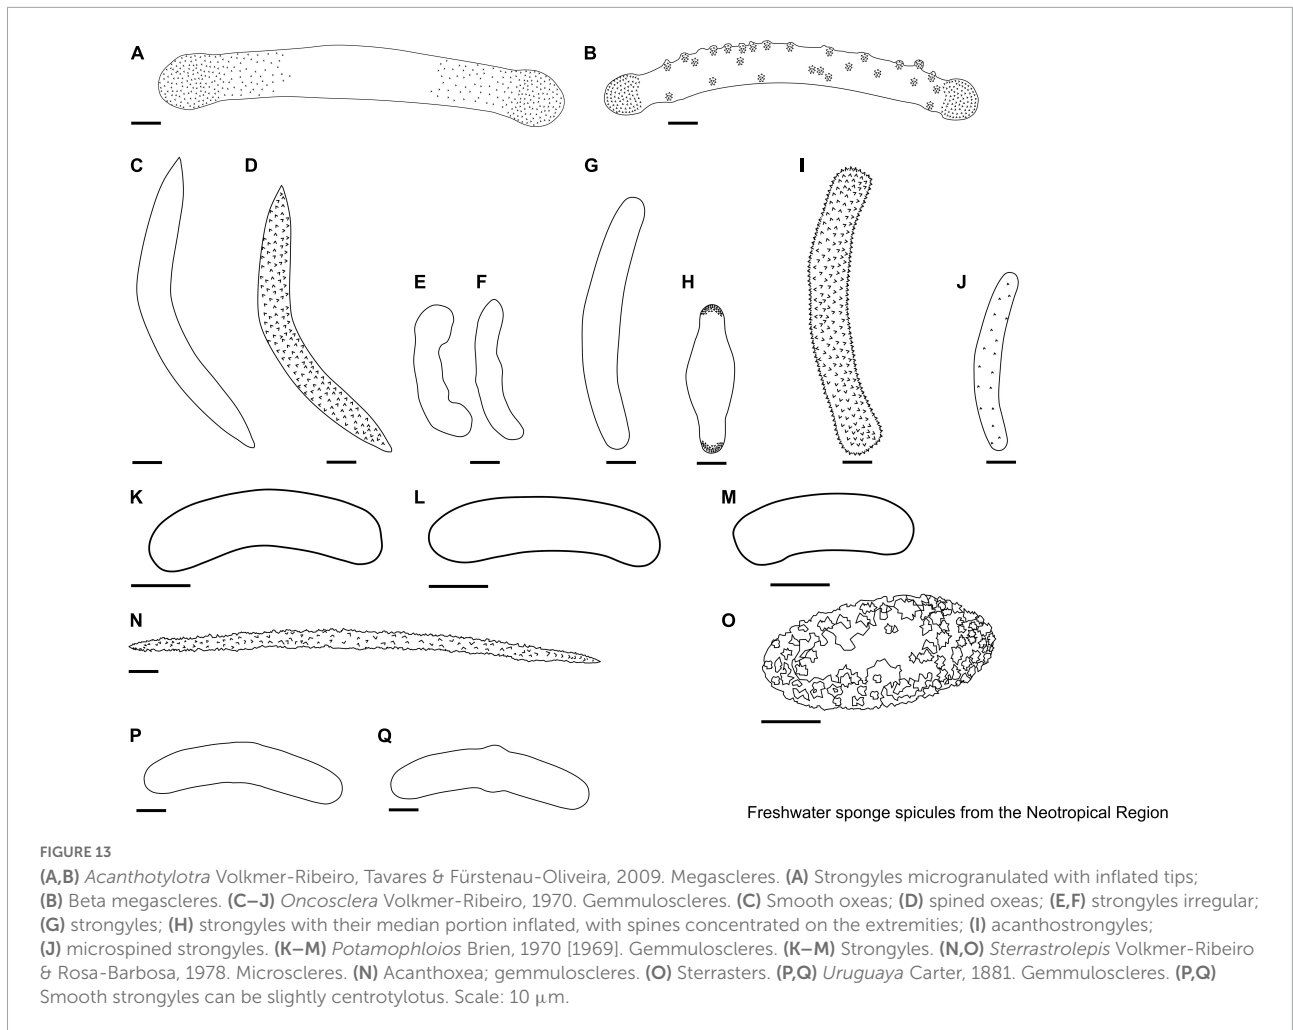 A
B
C
D
G
I
E
F
H
J
K
L
M
N
O
P
Q
Freshwater sponge spicules from the Neotropical Region
FIGURE 13
(A,B) Acanthotylotra Volkmer-Ribeiro, Tavares & Fürstenau-Oliveira, 2009. Megascleres. (A) Strongyles microgranulated with inflated tips;
(B) Beta megascleres. (C–J) Oncosclera Volkmer-Ribeiro, 1970. Gemmuloscleres. (C) Smooth oxeas; (D) spined oxeas; (E,F) strongyles irregular;
(G) strongyles; (H) strongyles with their median portion inflated, with spines concentrated on the extremities; (I) acanthostrongyles;
(J) microspined strongyles. (K–M) Potamophloios Brien, 1970 [1969]. Gemmuloscleres. (K–M) Strongyles. (N,O) Sterrastrolepis Volkmer-Ribeiro
& Rosa-Barbosa, 1978. Microscleres. (N) Acanthoxea; gemmuloscleres. (O) Sterrasters. (P,Q) Uruguaya Carter, 1881. Gemmuloscleres. (P,Q)
Smooth strongyles can be slightly centrotylotus. Scale: 10 μm.